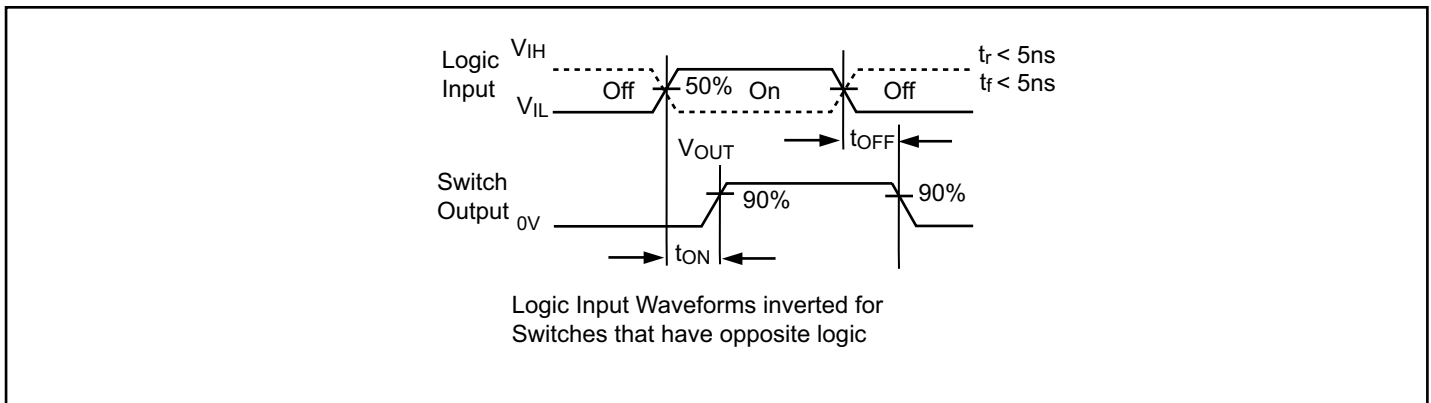 Logic Input
VIH
VIL
Off
50%
On
Off
tr < 5ns
tf < 5ns
tOFF
VOUT
Switch Output
0V
90%
90%
tON
Logic Input Waveforms inverted for
Switches that have opposite logic